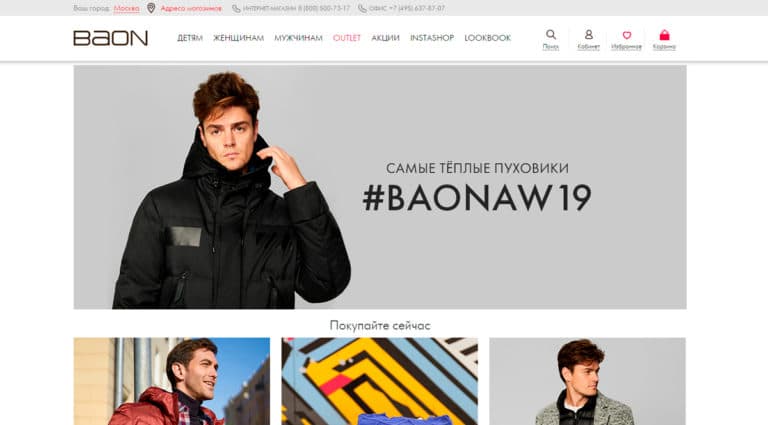 Ваш город: Москва Адреса магазинов ИНТЕРНЕТ-МАГАЗИН 8 (800) 500-73-17 ОФИС +7 (495) 637-87-07
BAON ДЕТЯМ ЖЕНЩИНАМ МУЖЧИНАМ OUTLET АКЦИИ INSTASHOP LOOKBOOK Поиск Кабинет Избранное Корзина
САМЫЕ ТЁПЛЫЕ ПУХОВИКИ
#BAONAW19
Покупайте сейчас